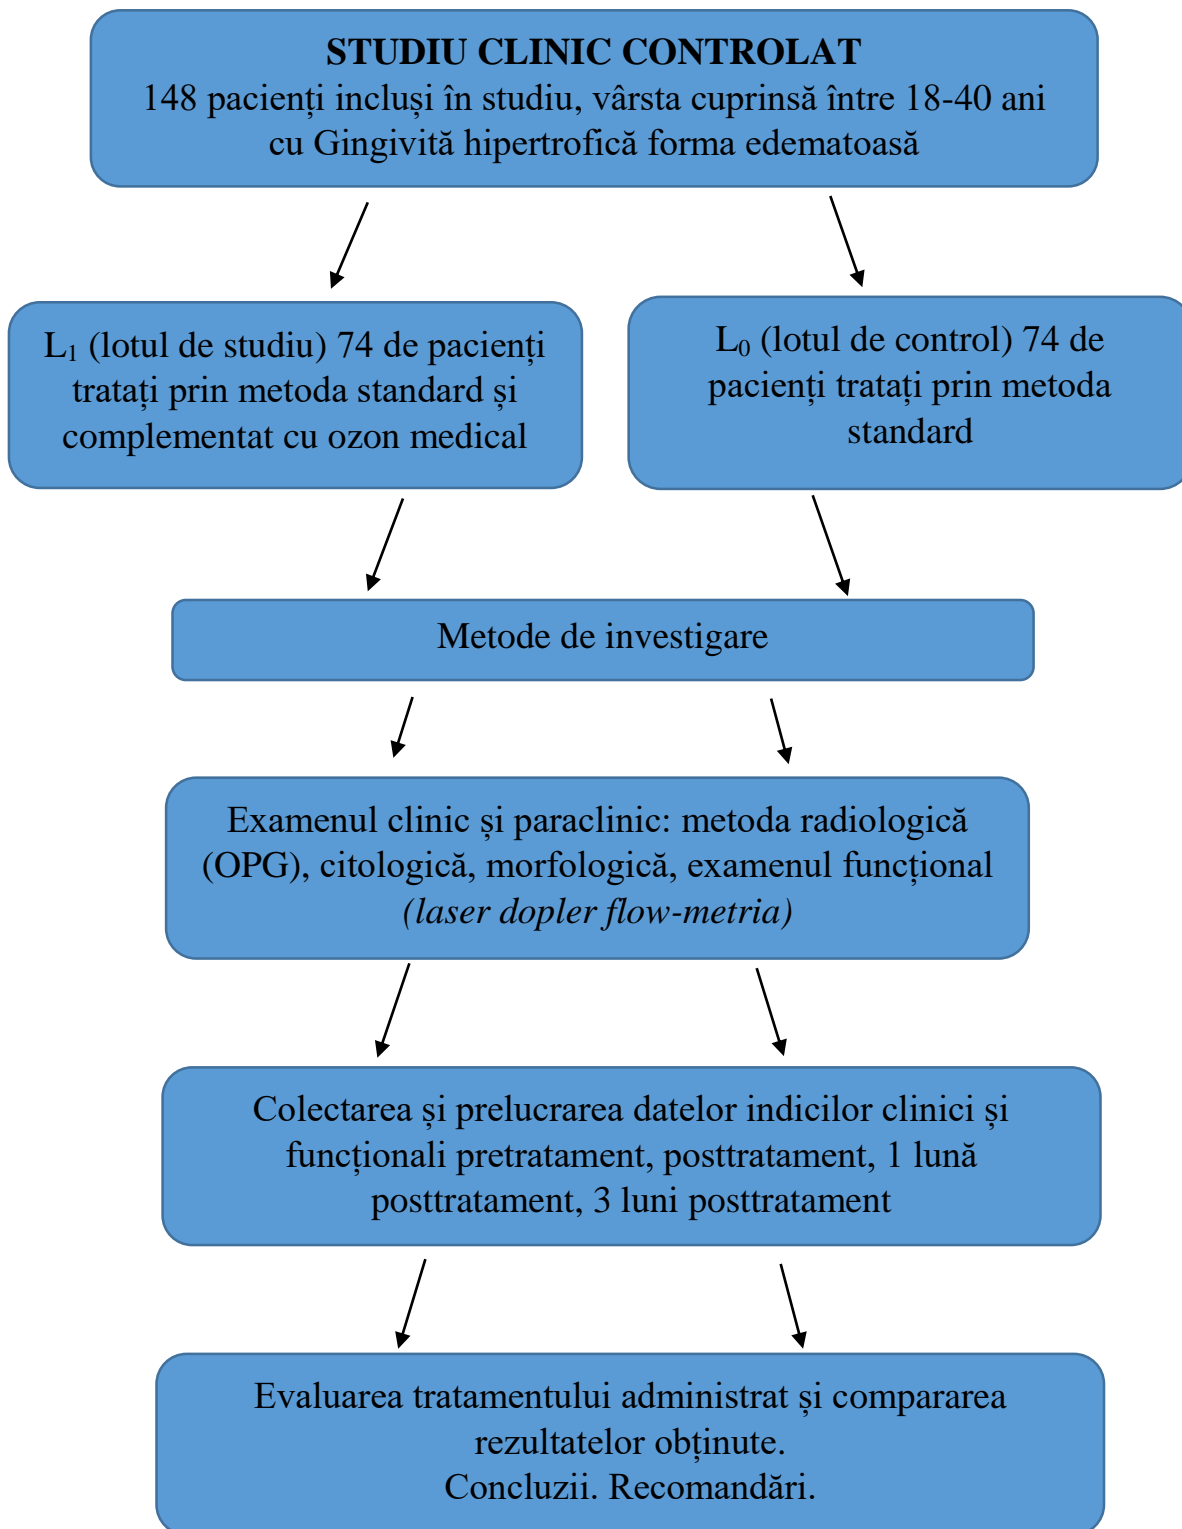 STUDIU CLINIC CONTROLAT
148 pacienți incluși în studiu, vârsta cuprinsă între 18-40 ani
cu Gingivită hipertrofică forma edematoasă
L₁ (lotul de studiu) 74 de pacienți
tratați prin metoda standard și
complementat cu ozon medical
L₀ (lotul de control) 74 de
pacienți tratați prin metoda
standard
Metode de investigare
Examenul clinic și paraclinic: metoda radiologică
(OPG), citologică, morfologică, examenul funcțional
(laser dopler flow-metria)
Colectarea și prelucrarea datelor indicilor clinici și
funcționali pretratament, posttratament, 1 lună
posttratament, 3 luni posttratament
Evaluarea tratamentului administrat și compararea
rezultatelor obținute.
Concluzii. Recomandări.